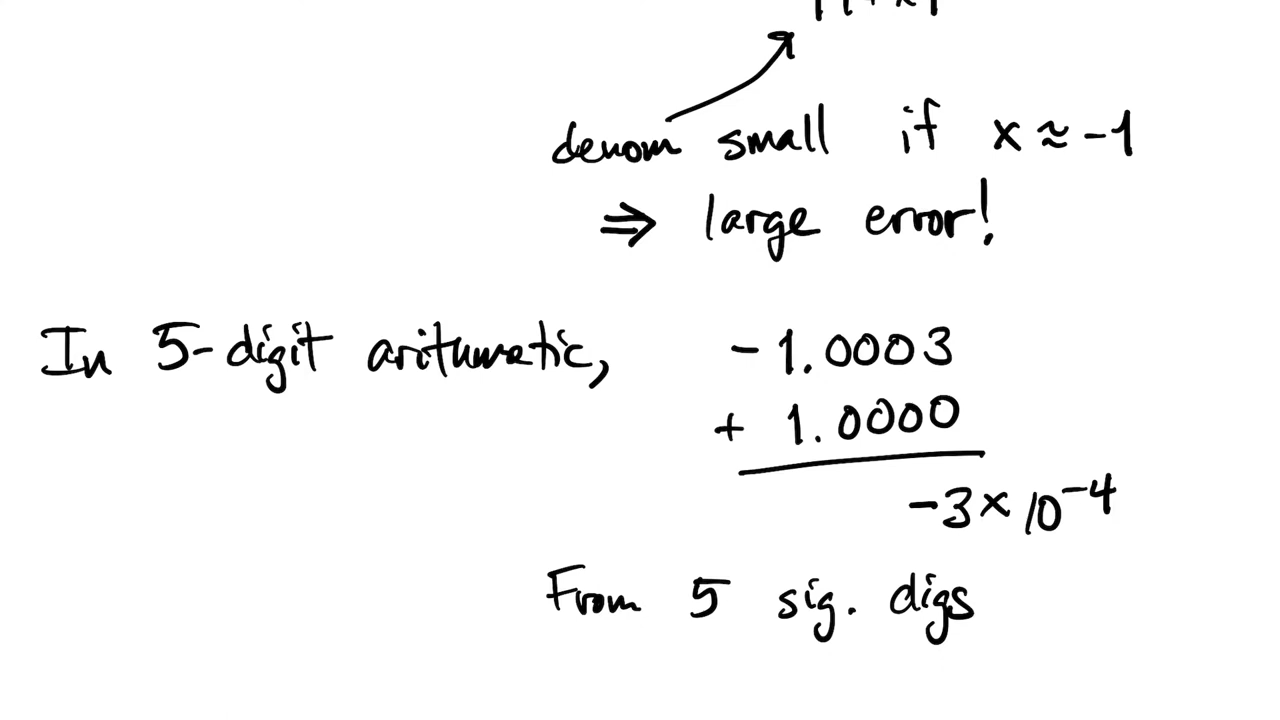 denom small if x ≈ -1
⇒ large error!
In 5-digit aritumatic, - 1.0003
+ 1.0000
-3 × 10⁻⁴
From 5 sig. digs